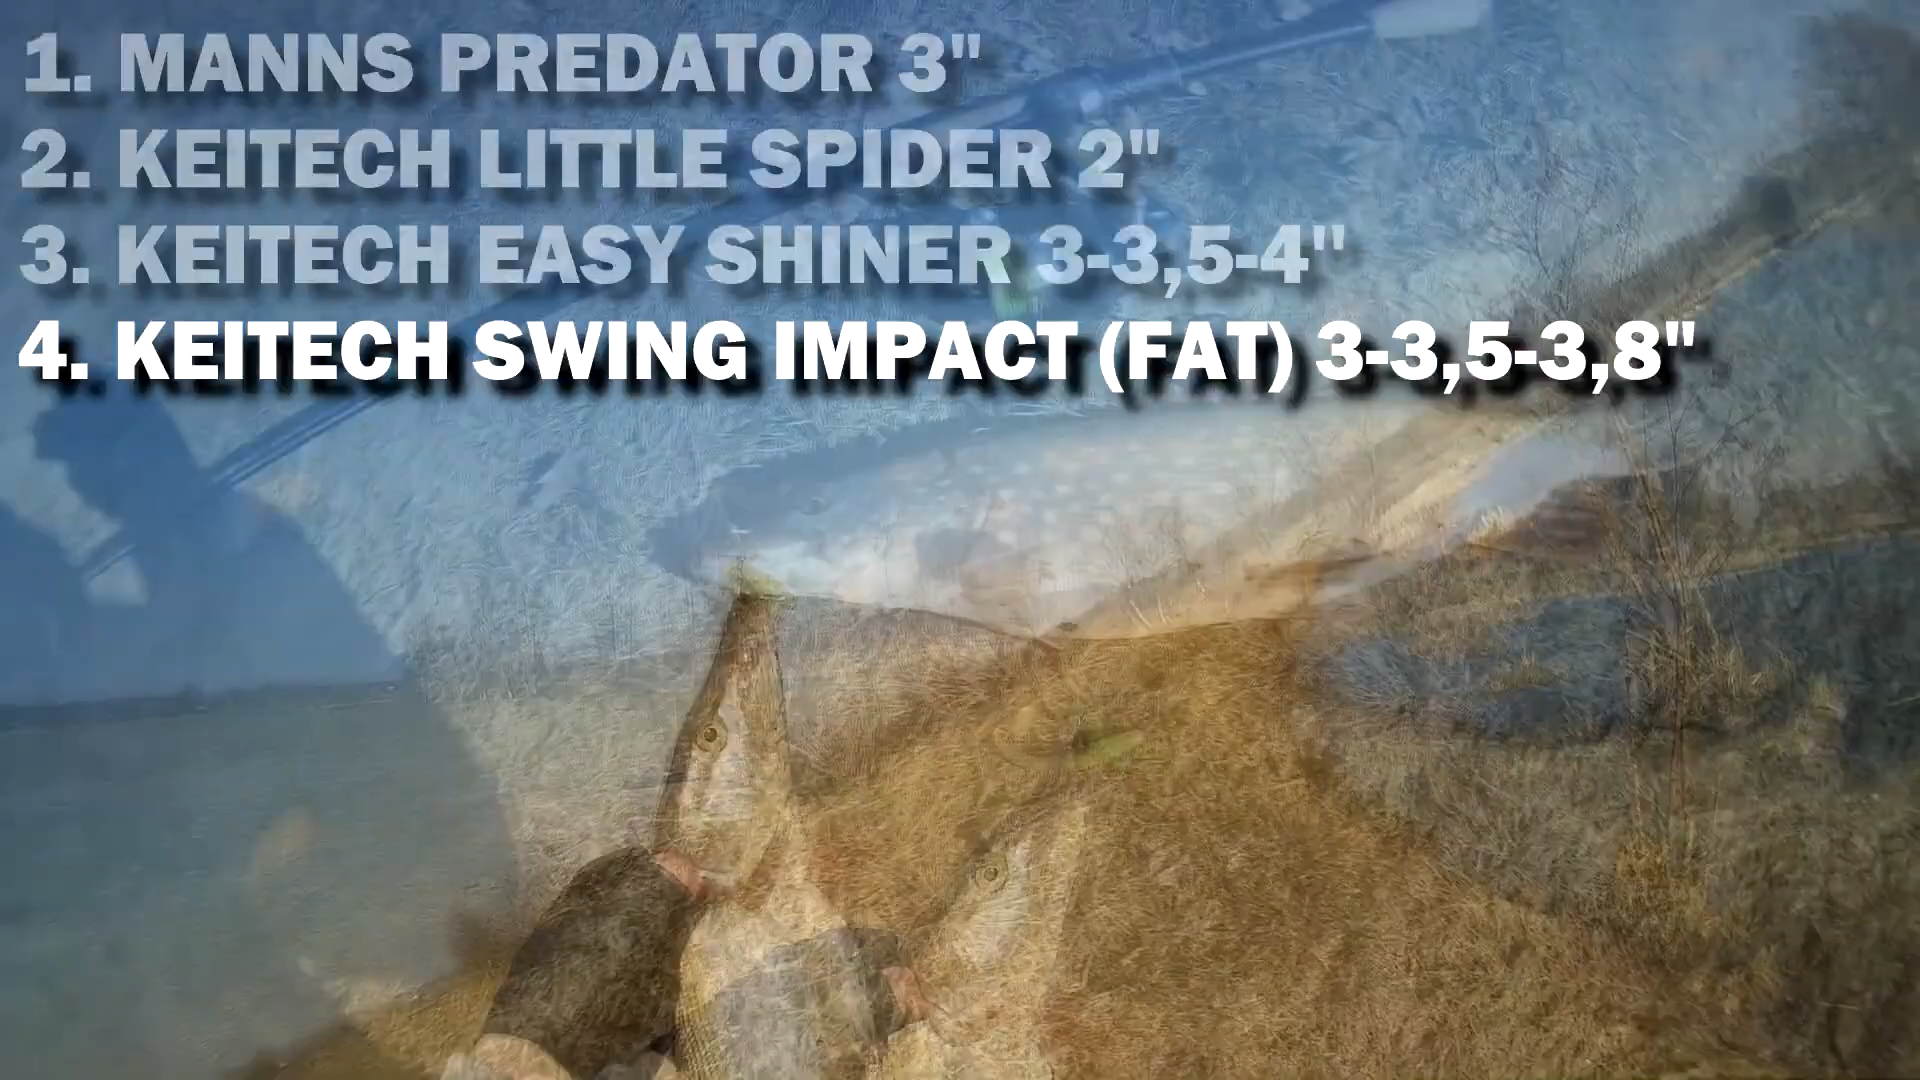 1. MANNS PREDATOR 3"
2. KEITECH LITTLE SPIDER 2"
3. KEITECH EASY SHINER 3-3,5-4"
4. KEITECH SWING IMPACT (FAT) 3-3,5-3,8"